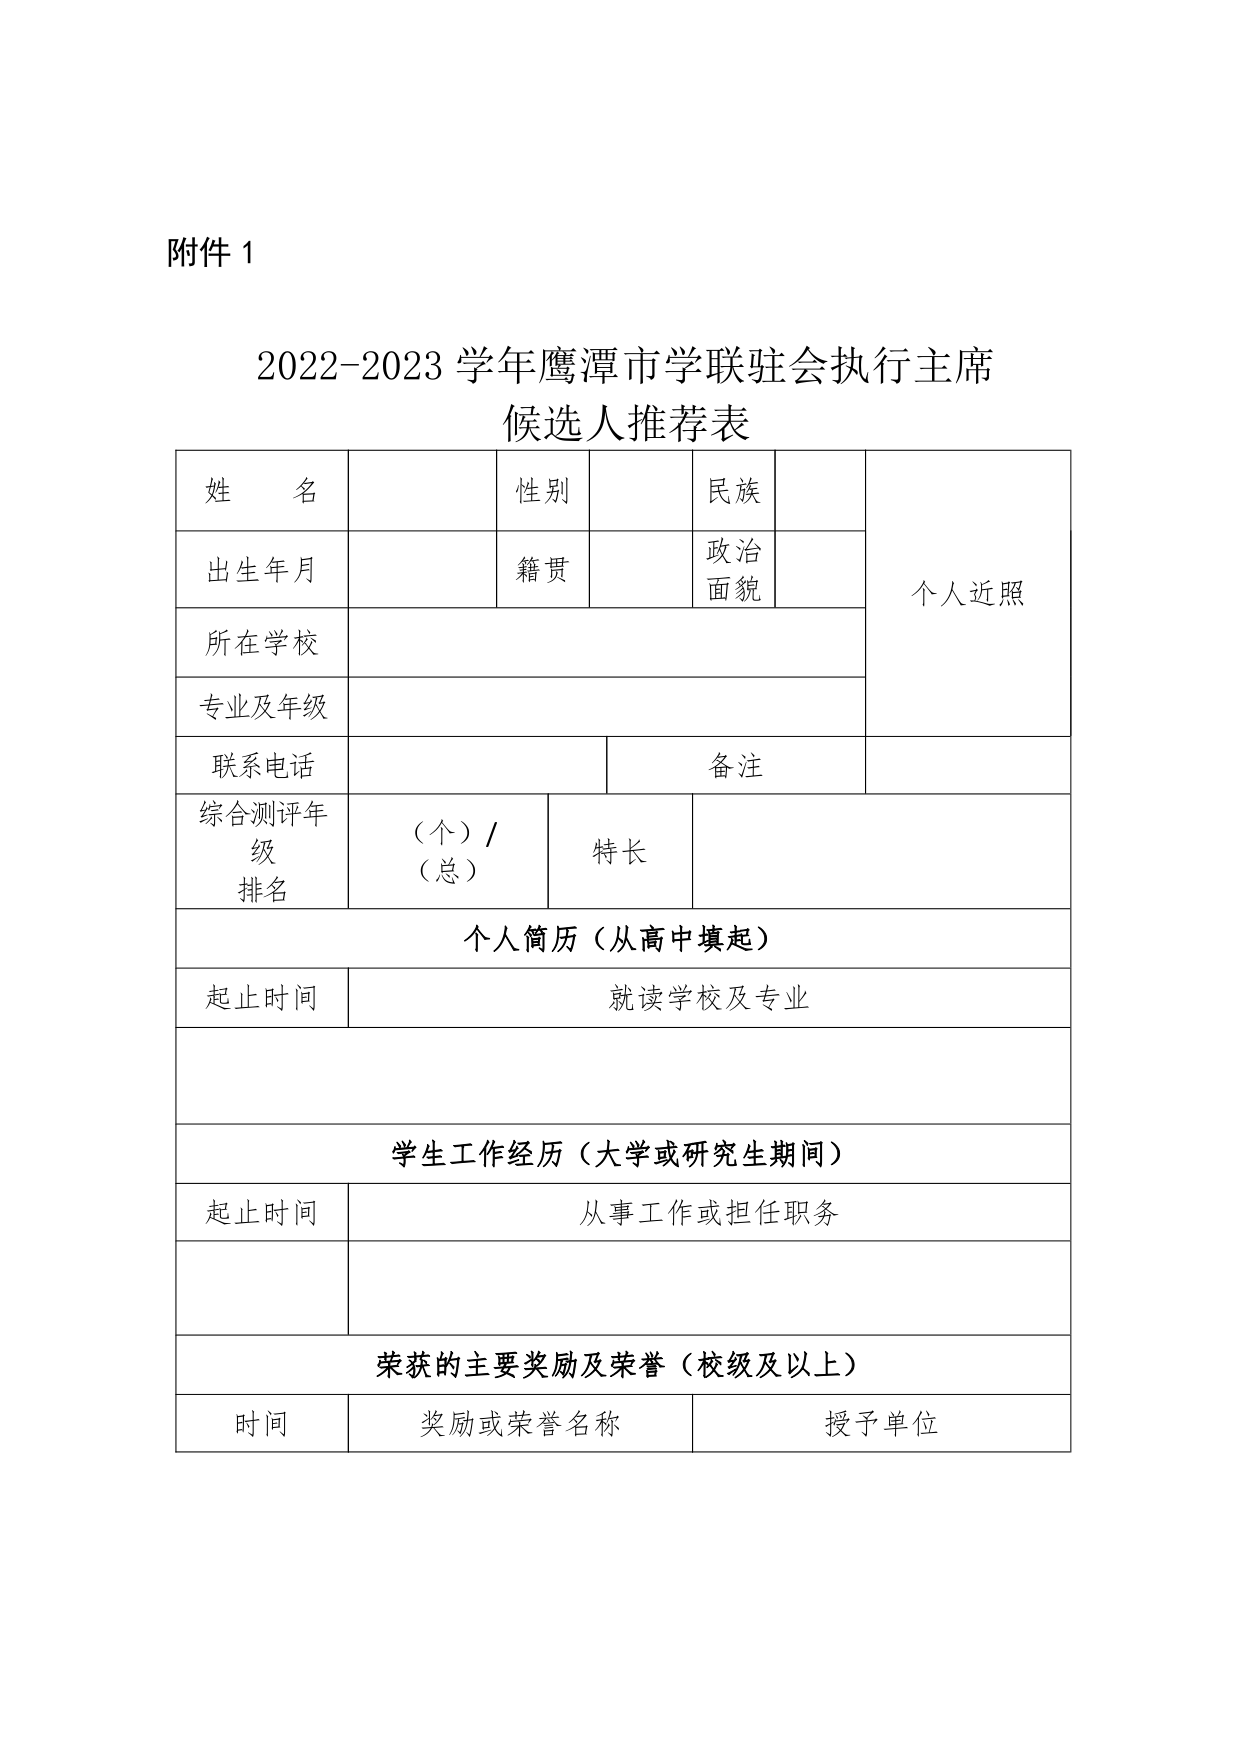 附件 1
2022-2023 学年鹰潭市学联驻会执行主席
候选人推荐表
姓 名
性别
民族
个人近照
出生年月
籍贯
政治
面貌
所在学校
专业及年级
联系电话
备注
综合测评年
级
排名
（个）/
（总）
特长
个人简历（从高中填起）
起止时间
就读学校及专业
学生工作经历（大学或研究生期间）
起止时间
从事工作或担任职务
荣获的主要奖励及荣誉（校级及以上）
时间
奖励或荣誉名称
授予单位